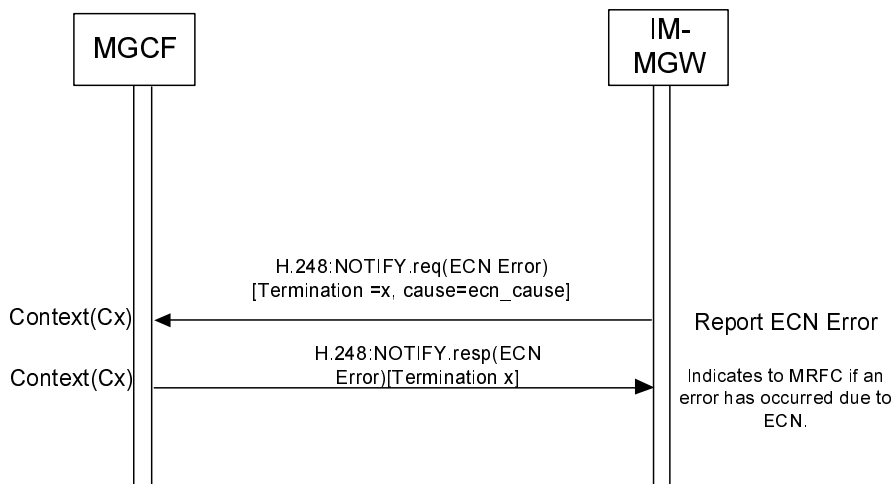 MGCF
IM-
MGW
H.248:NOTIFY.req(ECN Error)
[Termination =x, cause=ecn_cause]
Context(Cx)
Report ECN Error
H.248:NOTIFY.resp(ECN
Error)[Termination x]
Context(Cx)
Indicates to MRFC if an
error has occurred due to
ECN.